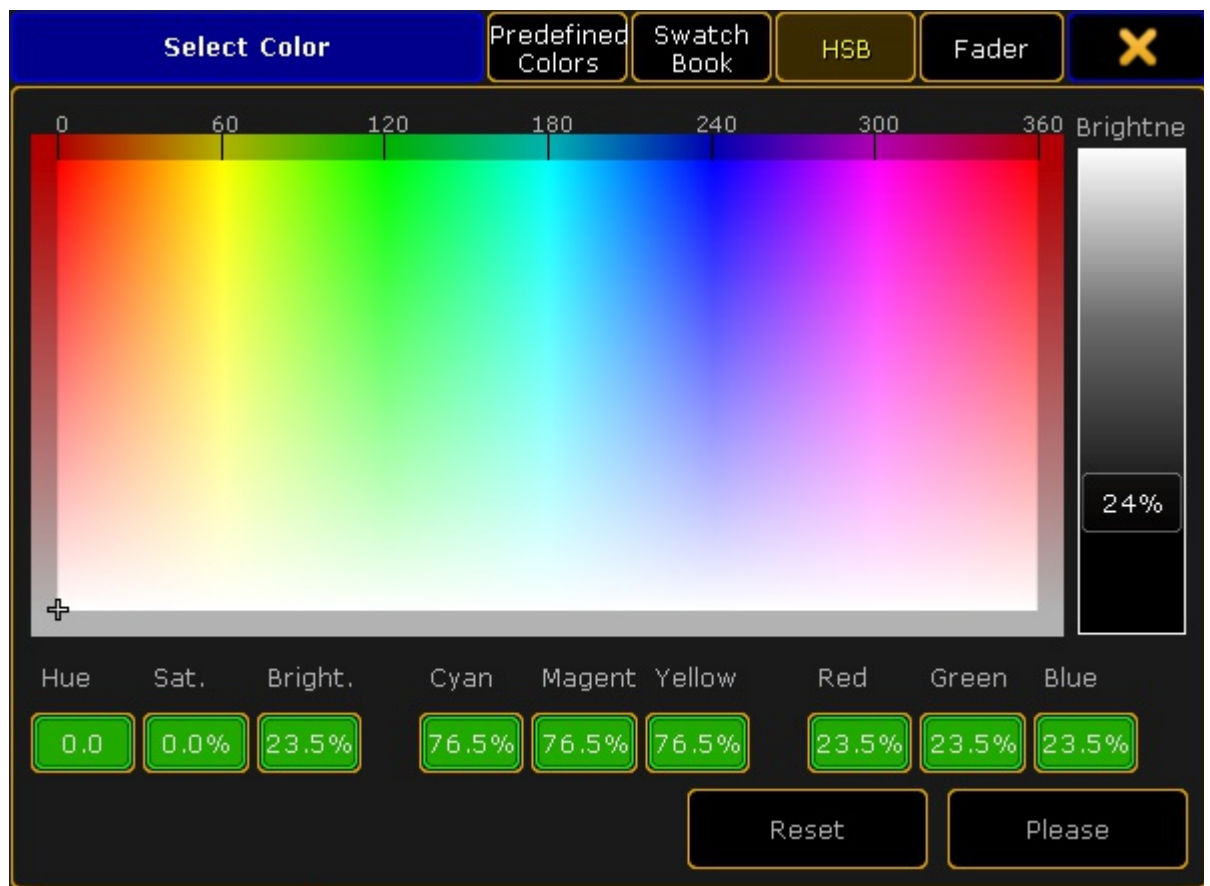 Select Color
Predefined
Colors
Swatch
Book
HSB
Fader
0 60 120 180 240 300 360 Brightne
24%
Hue Sat. Bright. Cyan Magent Yellow Red Green Blue
0.0 0.0% 23.5% 76.5% 76.5% 76.5% 23.5% 23.5% 23.5%
Reset Please